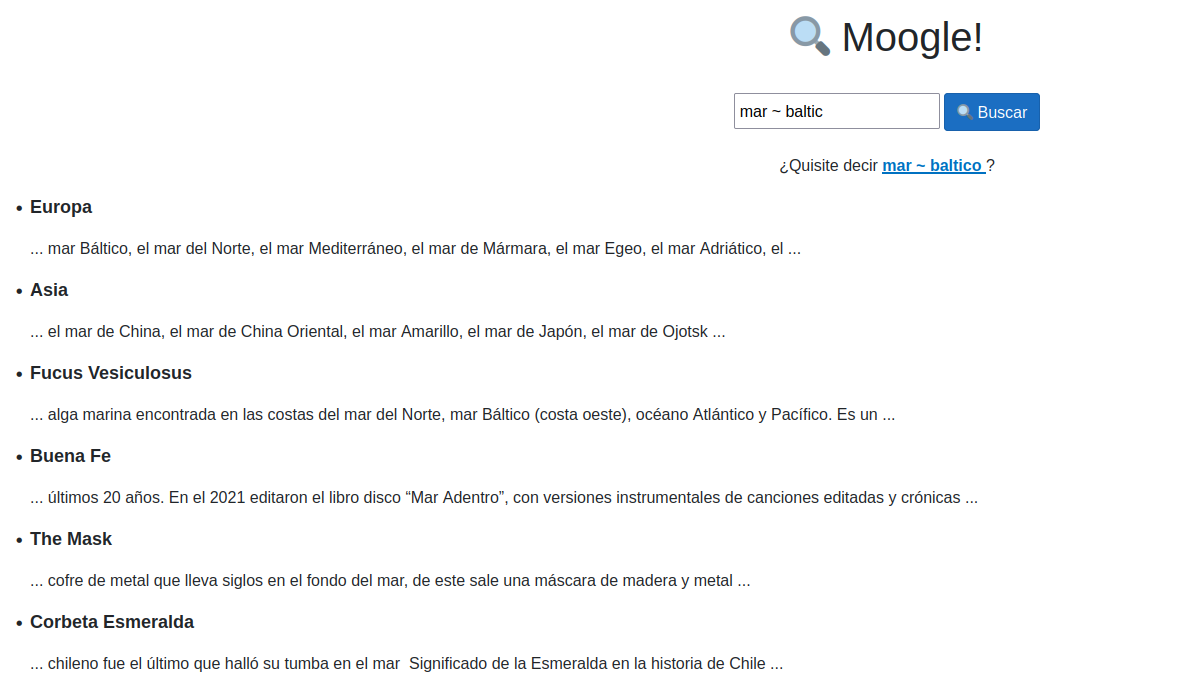 Moogle!
mar ~ baltic
Buscar
¿Quisite decir mar ~ baltico ?
• Europa
... mar Báltico, el mar del Norte, el mar Mediterráneo, el mar de Mármara, el mar Egeo, el mar Adriático, el ...
• Asia
... el mar de China, el mar de China Oriental, el mar Amarillo, el mar de Japón, el mar de Ojotsk ...
• Fucus Vesiculosus
... alga marina encontrada en las costas del mar del Norte, mar Báltico (costa oeste), océano Atlántico y Pacífico. Es un ...
• Buena Fe
... últimos 20 años. En el 2021 editaron el libro disco “Mar Adentro”, con versiones instrumentales de canciones editadas y crónicas ...
• The Mask
... cofre de metal que lleva siglos en el fondo del mar, de este sale una máscara de madera y metal ...
• Corbeta Esmeralda
... chileno fue el último que halló su tumba en el mar  Significado de la Esmeralda en la historia de Chile ...